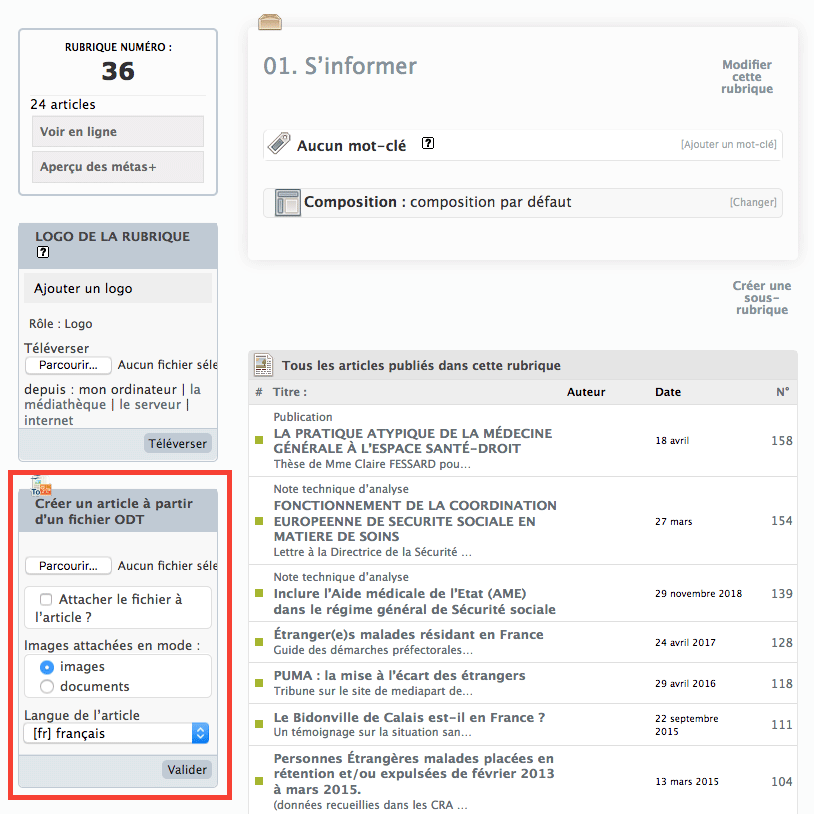 RUBRIQUE NUMÉRO :
36
24 articles
Voir en ligne
Aperçu des métas+
LOGO DE LA RUBRIQUE
?
Ajouter un logo
Rôle : Logo
Téléverser
Parcourir... Aucun fichier séle
depuis : mon ordinateur | la
médiathèque | le serveur |
internet
Téléverser
Créer un article à partir
d'un fichier ODT
Parcourir... Aucun fichier séle
Attacher le fichier à
l'article ?
Images attachées en mode :
images
documents
Langue de l'article
[fr] français
Valider
01. S'informer
Modifier
cette
rubrique
Aucun mot-clé ? [Ajouter un mot-clé]
Composition : composition par défaut [Changer]
Créer une
sous-
rubrique
Tous les articles publiés dans cette rubrique
# Titre : Auteur Date N°
Publication
LA PRATIQUE ATYPIQUE DE LA MÉDECINE
GÉNÉRALE À L'ESPACE SANTÉ-DROIT
Thèse de Mme Claire FESSARD pou...
18 avril 158
Note technique d'analyse
FONCTIONNEMENT DE LA COORDINATION
EUROPEENNE DE SECURITE SOCIALE EN
MATIERE DE SOINS
Lettre à la Directrice de la Sécurité ...
27 mars 154
Note technique d'analyse
Inclure l'Aide médicale de l'Etat (AME)
dans le régime général de Sécurité sociale
29 novembre 2018 139
Étranger(e)s malades résidant en France
Guide des démarches préfectorales...
24 avril 2017 128
PUMA : la mise à l'écart des étrangers
Tribune sur le site de mediapart de...
29 avril 2016 118
Le Bidonville de Calais est-il en France ?
Un témoignage sur la situation san...
22 septembre
2015 111
Personnes Étrangères malades placées en
rétention et/ou expulsées de février 2013
à mars 2015.
(données recueillies dans les CRA ...
13 mars 2015 104